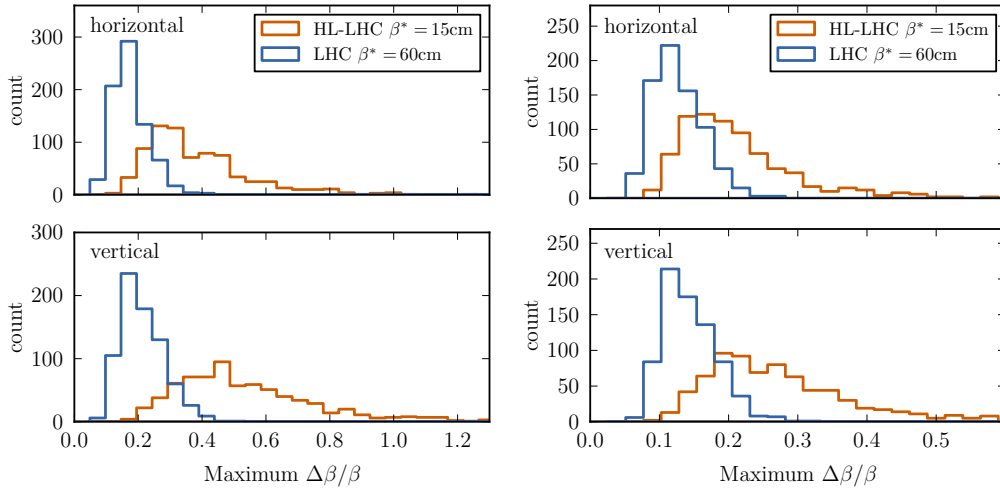 horizontal
HL-LHC β* = 15cm
LHC β* = 60cm
count
300
200
100
0
vertical
count
300
200
100
0
0.0 0.2 0.4 0.6 0.8 1.0 1.2
Maximum Δβ/β
horizontal
HL-LHC β* = 15cm
LHC β* = 60cm
count
250
200
150
100
50
0
vertical
count
250
200
150
100
50
0
0.1 0.2 0.3 0.4 0.5
Maximum Δβ/β